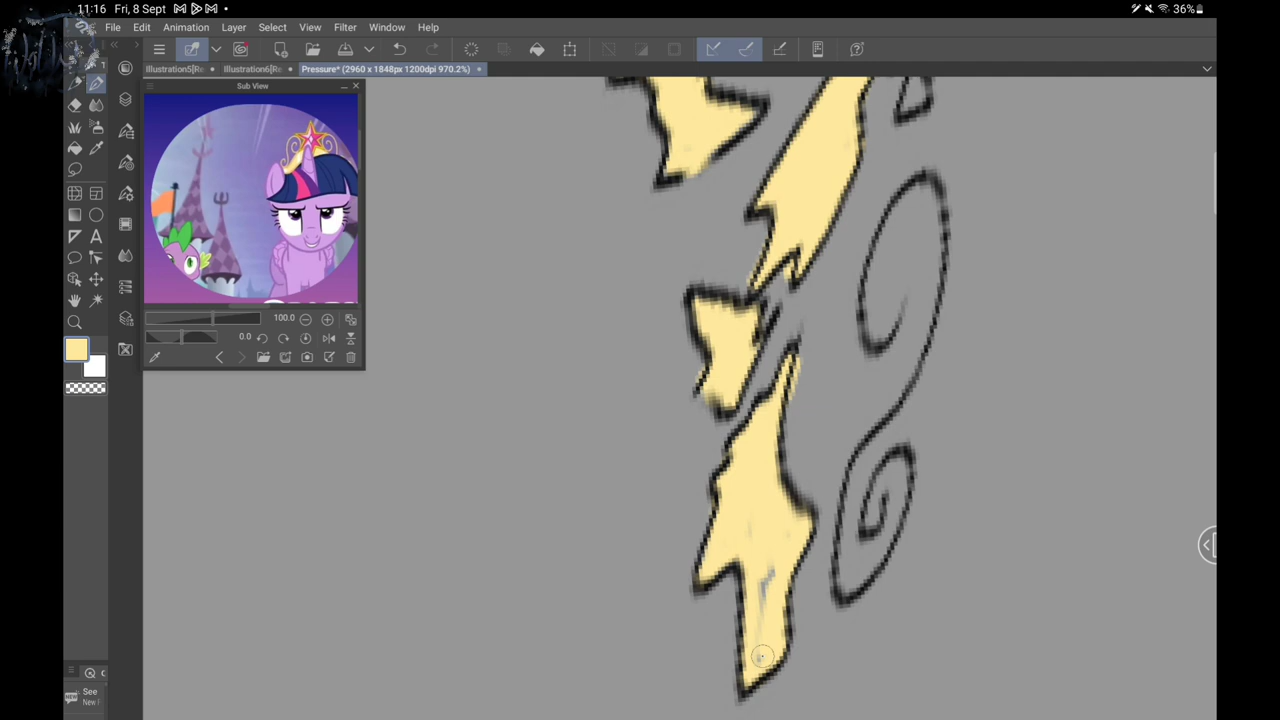 11:16 Fri, 8 Sept
36%
File Edit Animation Layer Select View Filter Window Help
Illustration5[Re Illustration6[Re Pressure* (2960 x 1848px 1200dpi 970.2%)
Sub View
T
A
100.0
0.0
See
New